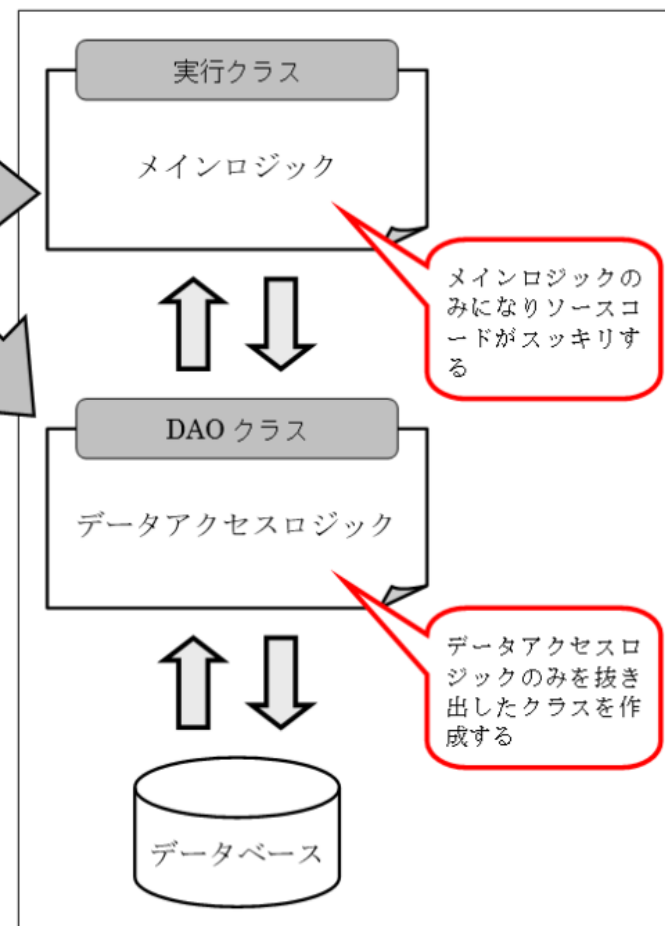 実行クラス
メインロジック
メインロジックの
みになりソースコ
ードがスッキリす
る
DAO クラス
データアクセスロジック
データアクセスロ
ジックのみを抜き
出したクラスを作
成する
データベース